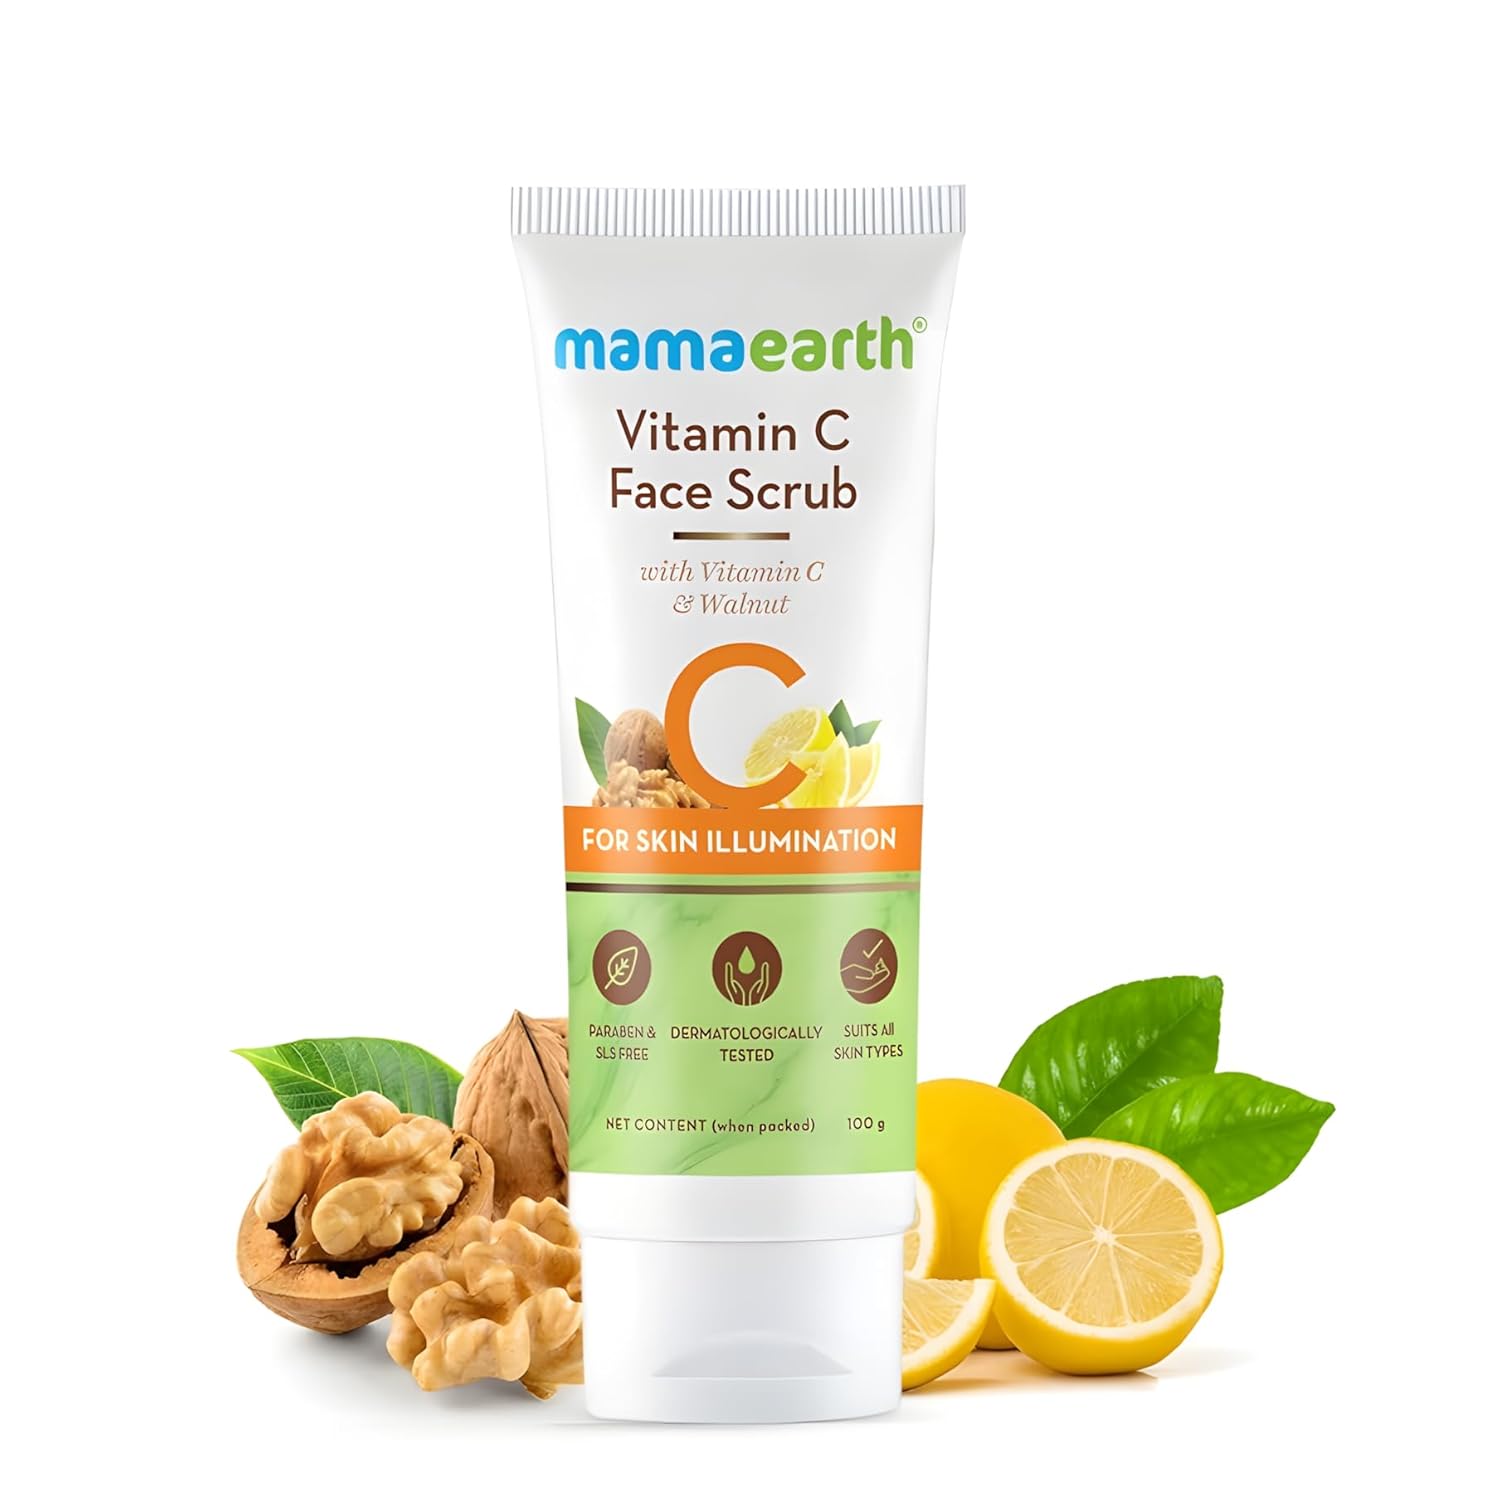 mamaearth®
Vitamin C
Face Scrub
with Vitamin C
& Walnut
C
FOR SKIN ILLUMINATION
PARABEN &
SLS FREE
DERMATOLOGICALLY
TESTED
SUITS All
SKIN TYPES
NET CONTENT (when packed) 100 g